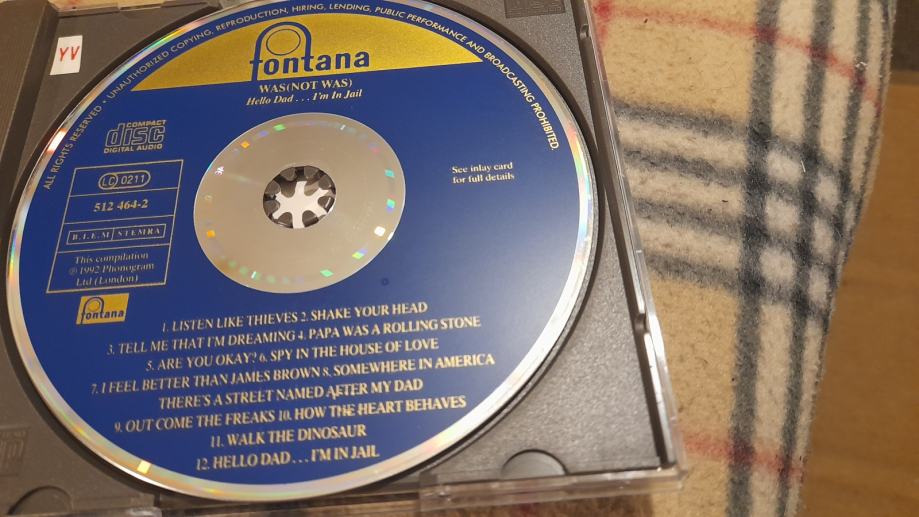 YV
ALL RIGHTS RESERVED • UNAUTHORIZED COPYING, REPRODUCTION, HIRING, LENDING, PUBLIC PERFORMANCE AND BROADCASTING PROHIBITED.
fontana
WAS (NOT WAS)
Hello Dad . . . I'm In Jail
COMPACT
disc
DIGITAL AUDIO
LC 0211
512 464-2
B.I.E.M STEMRA
This compilation
℗ 1992 Phonogram
Ltd (London)
fontana
See inlay card
for full details
1. LISTEN LIKE THIEVES 2. SHAKE YOUR HEAD
3. TELL ME THAT I'M DREAMING 4. PAPA WAS A ROLLING STONE
5. ARE YOU OKAY? 6. SPY IN THE HOUSE OF LOVE
7. I FEEL BETTER THAN JAMES BROWN 8. SOMEWHERE IN AMERICA
THERE'S A STREET NAMED AFTER MY DAD
9. OUT COME THE FREAKS 10. HOW THE HEART BEHAVES
11. WALK THE DINOSAUR
12. HELLO DAD . . . I'M IN JAIL